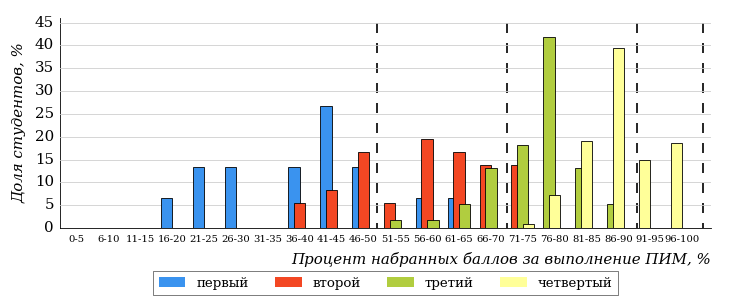 Доля студентов, %
45
40
35
30
25
20
15
10
5
0
0-5 6-10 11-15 16-20 21-25 26-30 31-35 36-40 41-45 46-50 51-55 56-60 61-65 66-70 71-75 76-80 81-85 86-90 91-95 96-100
Процент набранных баллов за выполнение ПИМ, %
первый второй третий четвертый